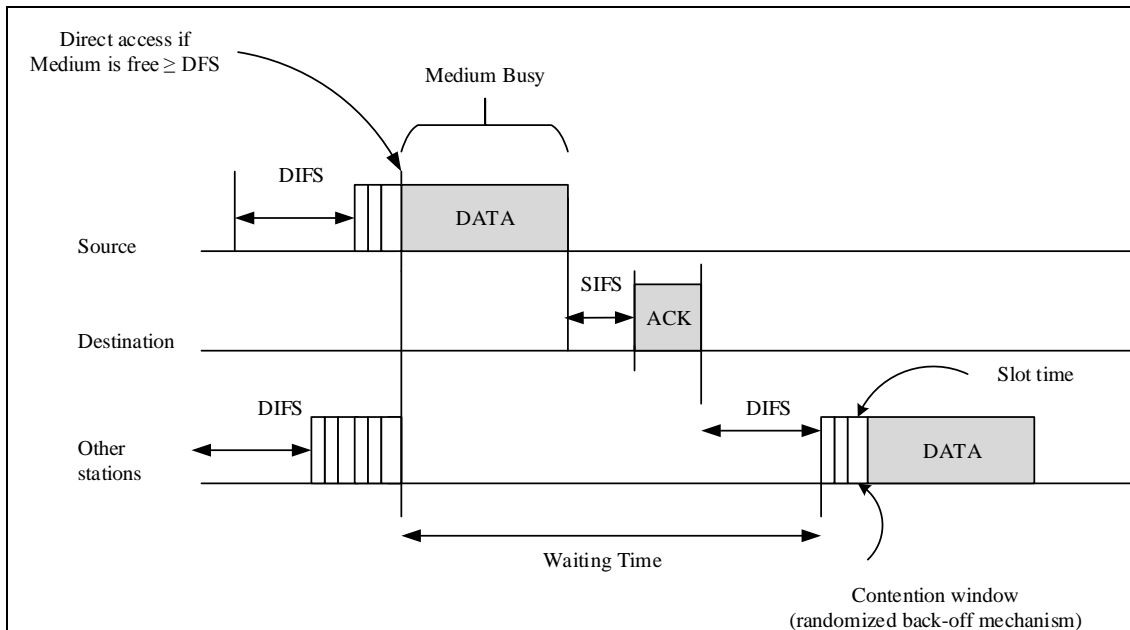 Direct access if
Medium is free ≥ DFS
Medium Busy
DIFS
DATA
Source
SIFS
ACK
Destination
Slot time
DIFS
DIFS
Other
stations
DATA
Waiting Time
Contention window
(randomized back-off mechanism)